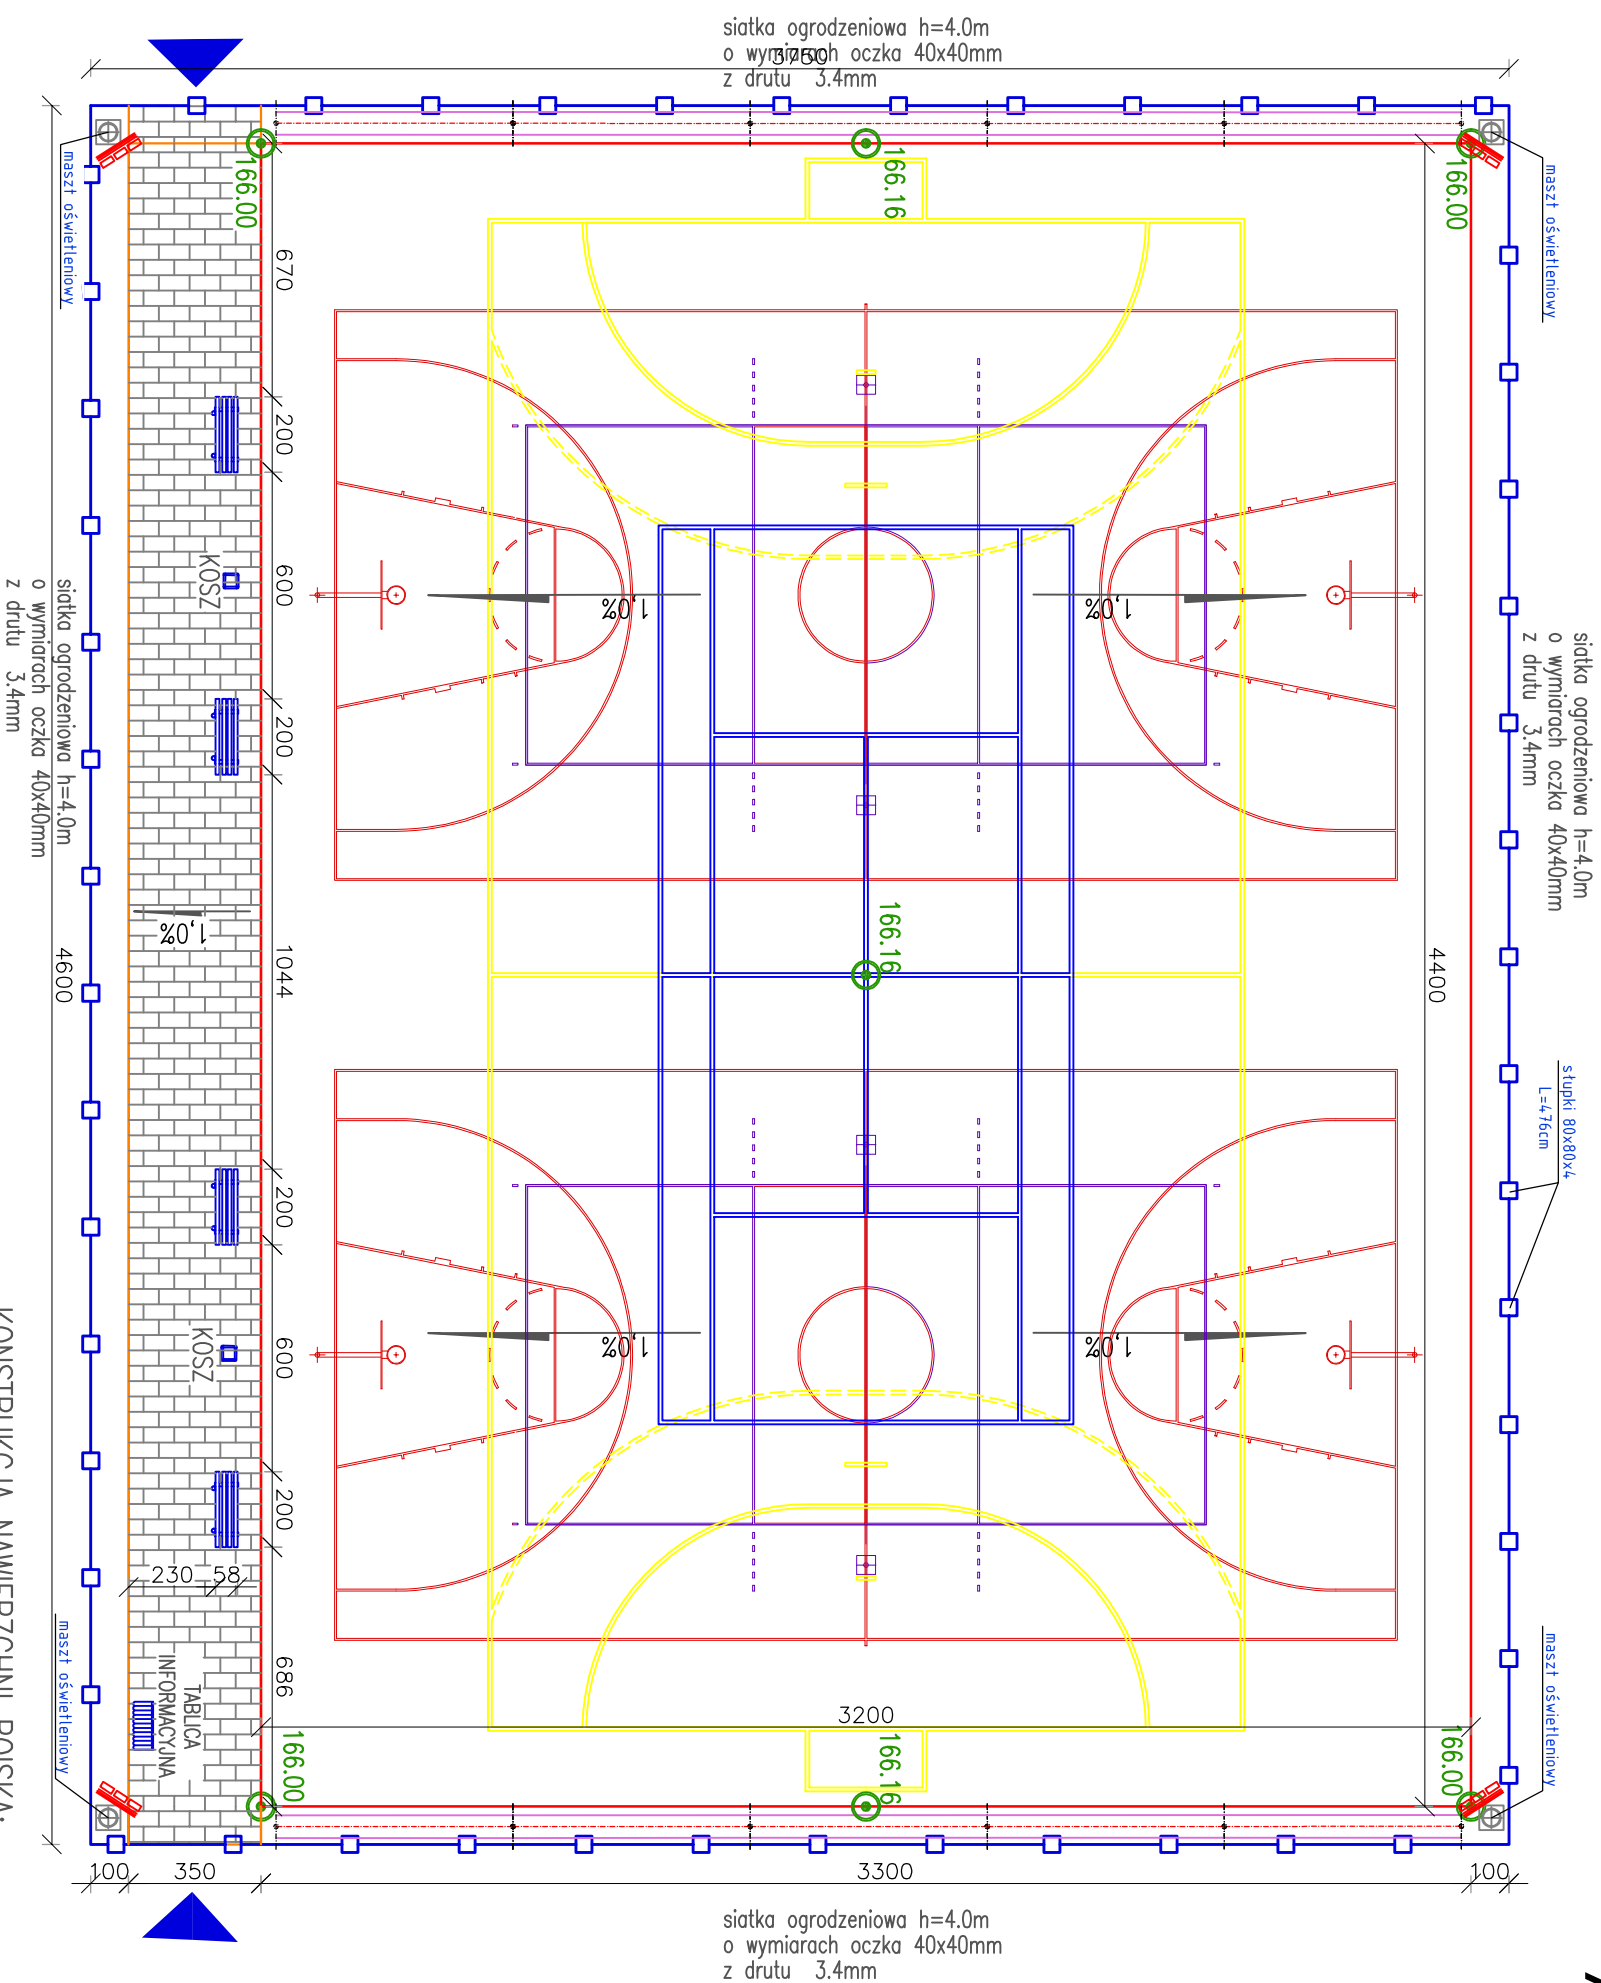 siatka ogrodzeniowa h=4.0m
o wymiarach oczka 40x40mm
z drutu 3.4mm
3750
maszt oświetleniowy
maszt oświetleniowy
166.00
166.16
166.00
670
200
KOSZ
600
1,0%
1,0%
siatka ogrodzeniowa h=4.0m
o wymiarach oczka 40x40mm
z drutu 3.4mm
siatka ogrodzeniowa h=4.0m
o wymiarach oczka 40x40mm
z drutu 3.4mm
200
1,0%
166.16
4600
1044
4400
słupki 80x80x4
L=476cm
200
KOSZ
600
1,0%
1,0%
200
230
58
TABLICA
INFORMACYJNA
686
3200
maszt oświetleniowy
maszt oświetleniowy
166.00
166.16
166.00
100
350
3300
100
siatka ogrodzeniowa h=4.0m
o wymiarach oczka 40x40mm
z drutu 3.4mm